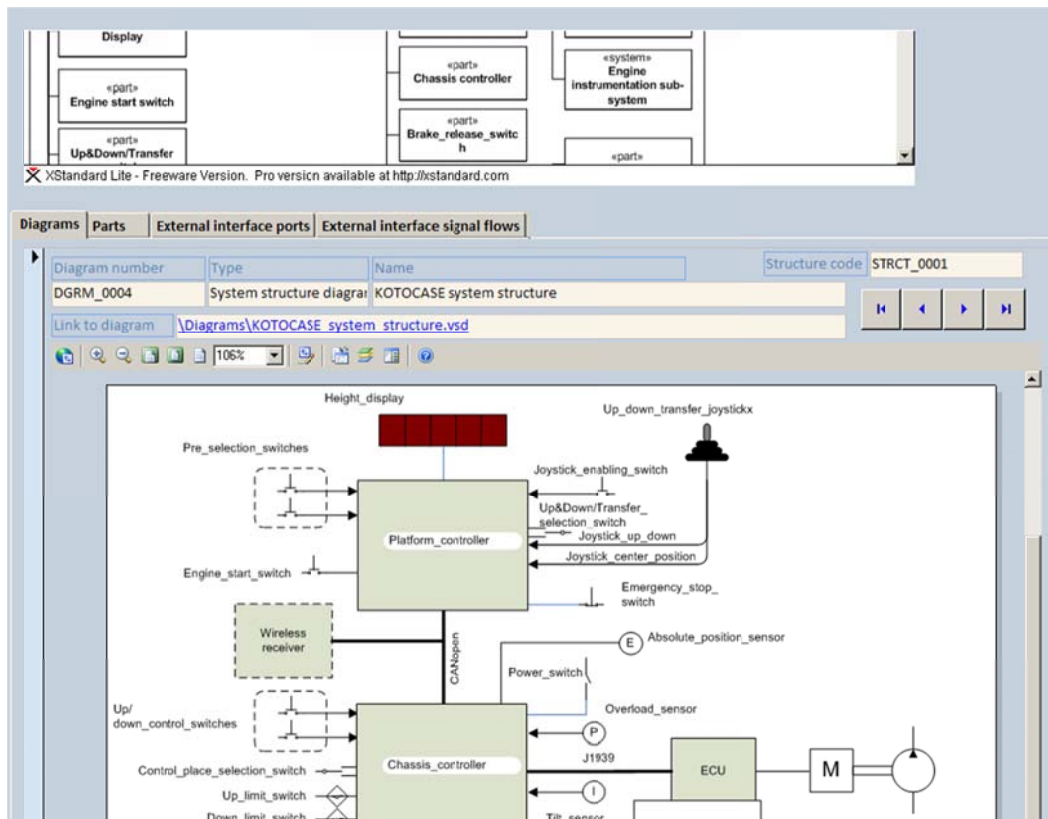 Display
«part»
Engine start switch
«part»
Up&Down/Transfer
«part»
Chassis controller
«part»
Brake_release_switc
h
«system»
Engine
instrumentation sub-
system
«part»
XStandard Lite - Freeware Version. Pro version available at http://xstandard.com
Diagrams Parts External interface ports External interface signal flows
Diagram number Type Name Structure code STRCT_0001
DGRM_0004 System structure diagrar KOTOCASE system structure
Link to diagram \Diagrams\KOTOCASE_system_structure.vsd
106%
Height_display
Up_down_transfer_joystickx
Pre_selection_switches
Joystick_enabling_switch
Up&Down/Transfer_
selection_switch
Platform_controller
Joystick_up_down
Joystick_center_position
Engine_start_switch
Emergency_stop_
switch
Wireless
receiver
CANopen
E Absolute_position_sensor
Power_switch
Up/
down_control_switches
Overload_sensor
P
J1939
Control_place_selection_switch
Chassis_controller
ECU
M
Up_limit_switch
I
Down_limit_switch
Tilt_sensor